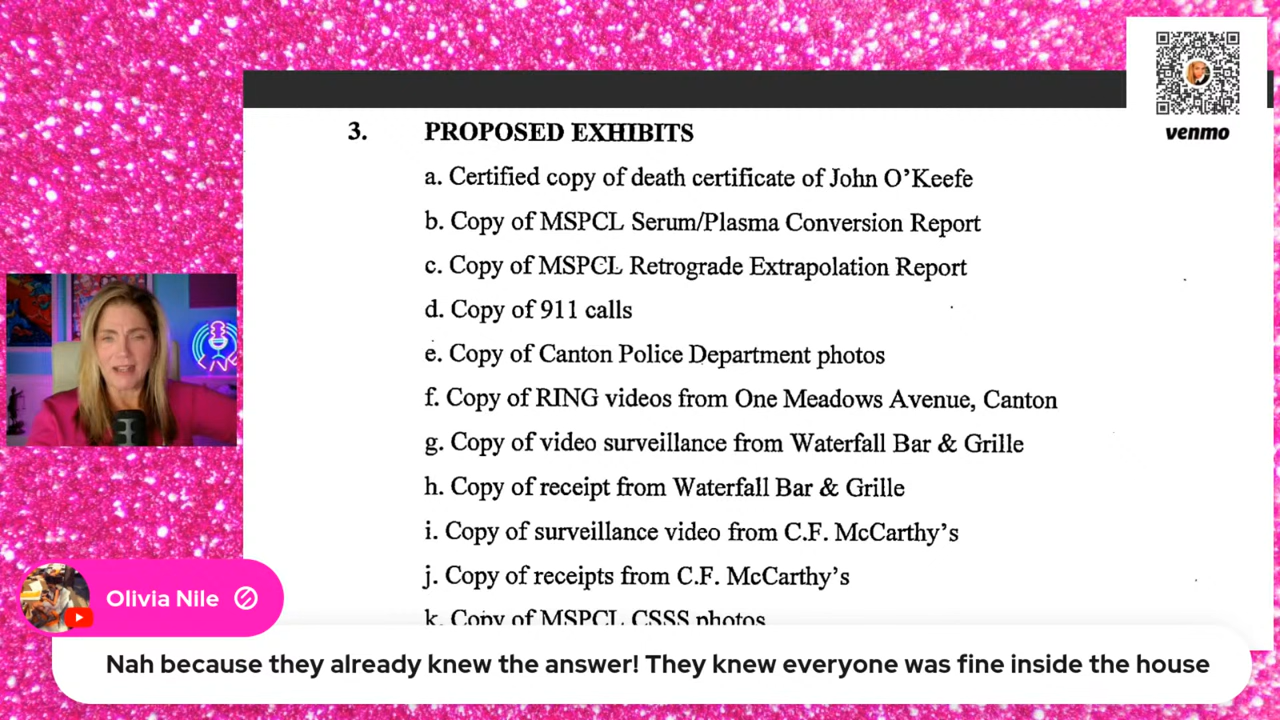 venmo
3. PROPOSED EXHIBITS
a. Certified copy of death certificate of John O'Keefe
b. Copy of MSPCL Serum/Plasma Conversion Report
c. Copy of MSPCL Retrograde Extrapolation Report
d. Copy of 911 calls
e. Copy of Canton Police Department photos
f. Copy of RING videos from One Meadows Avenue, Canton
g. Copy of video surveillance from Waterfall Bar & Grille
h. Copy of receipt from Waterfall Bar & Grille
i. Copy of surveillance video from C.F. McCarthy's
j. Copy of receipts from C.F. McCarthy's
k. Copy of MSPCL CSSS photos
Olivia Nile
Nah because they already knew the answer! They knew everyone was fine inside the house